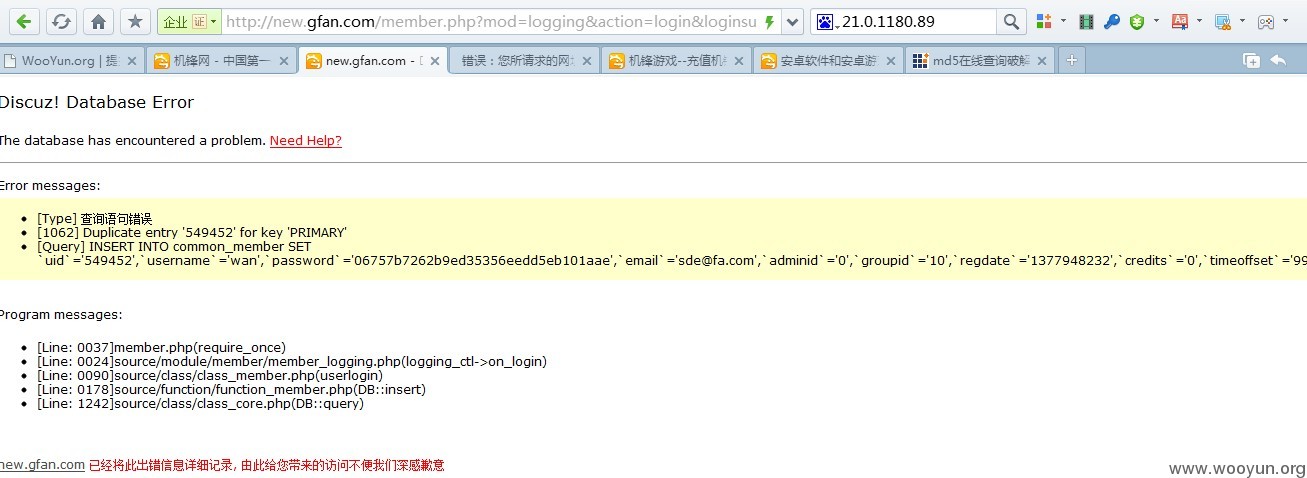 企业 证 http://new.gfan.com/member.php?mod=logging&action=login&loginsu 21.0.1180.89
WooYun.org | 提 机锋网 - 中国第一 new.gfan.com - 错误：您所请求的网 机锋游戏--充值机 安卓软件和安卓游 md5在线查询破解
Discuz! Database Error
The database has encountered a problem. Need Help?
Error messages:
[Type] 查询语句错误
[1062] Duplicate entry '549452' for key 'PRIMARY'
[Query] INSERT INTO common_member SET
`uid`='549452',`username`='wan',`password`='06757b7262b9ed35356eedd5eb101aae',`email`='sde@fa.com',`adminid`='0',`groupid`='10',`regdate`='1377948232',`credits`='0',`timeoffset`='99
Program messages:
[Line: 0037]member.php(require_once)
[Line: 0024]source/module/member/member_logging.php(logging_ctl->on_login)
[Line: 0090]source/class/class_member.php(userlogin)
[Line: 0178]source/function/function_member.php(DB::insert)
[Line: 1242]source/class/class_core.php(DB::query)
new.gfan.com 已经将此出错信息详细记录, 由此给您带来的访问不便我们深感歉意
www.wooyun.org